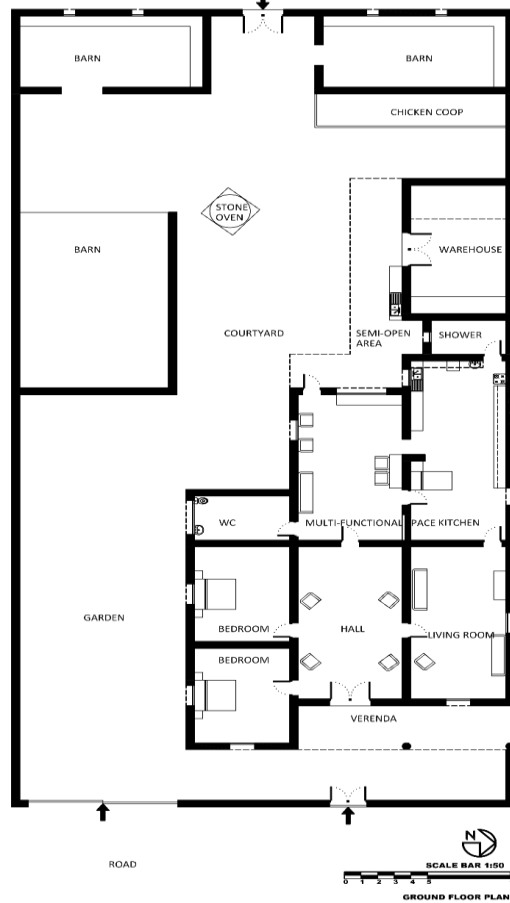 BARN
BARN
CHICKEN COOP
STONE
OVEN
BARN
WAREHOUSE
COURTYARD
SEMI-OPEN
AREA
SHOWER
WC
MULTI-FUNCTIONAL
PACE KITCHEN
GARDEN
BEDROOM
HALL
LIVING ROOM
BEDROOM
VERENDA
ROAD
N
SCALE BAR 1:50
0 1 2 3 4 5
GROUND FLOOR PLAN